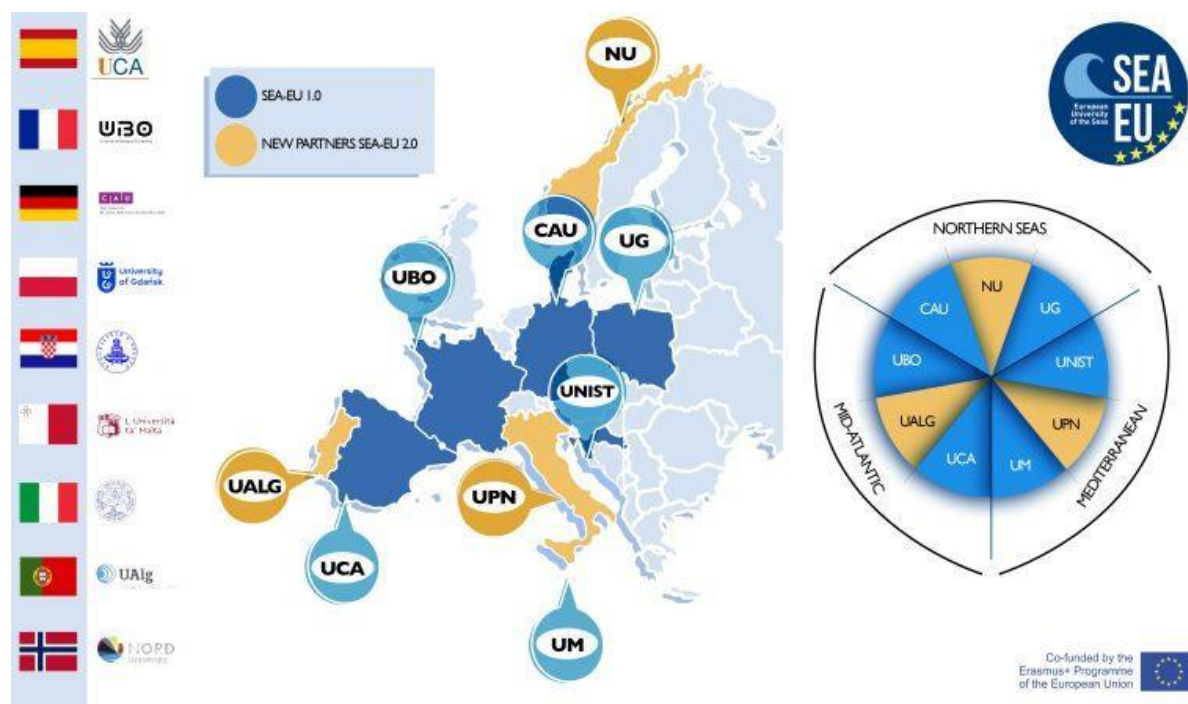 UCA
UBO
C|A|U
University
of Gdańsk
L-Università
ta' Malta
UAlg
NORD
University
SEA-EU 1.0
NEW PARTNERS SEA-EU 2.0
NU
CAU
UG
UBO
UNIST
UALG
UPN
UCA
UM
SEA
EU
European
University
of the Seas
NORTHERN SEAS
NU
CAU
UG
UBO
UNIST
UALG
UPN
UCA
UM
MID-ATLANTIC
MEDITERRANEAN
Co-funded by the
Erasmus+ Programme
of the European Union